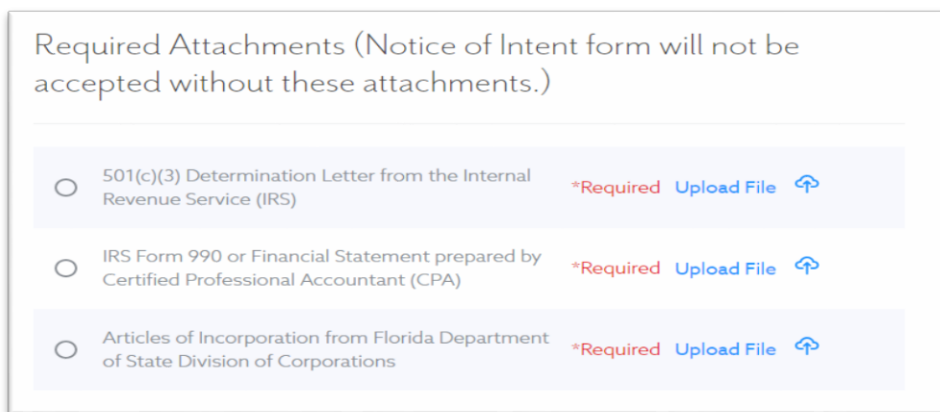 Required Attachments (Notice of Intent form will not be
accepted without these attachments.)
501(c)(3) Determination Letter from the Internal
Revenue Service (IRS)
*Required Upload File
IRS Form 990 or Financial Statement prepared by
Certified Professional Accountant (CPA)
*Required Upload File
Articles of Incorporation from Florida Department
of State Division of Corporations
*Required Upload File